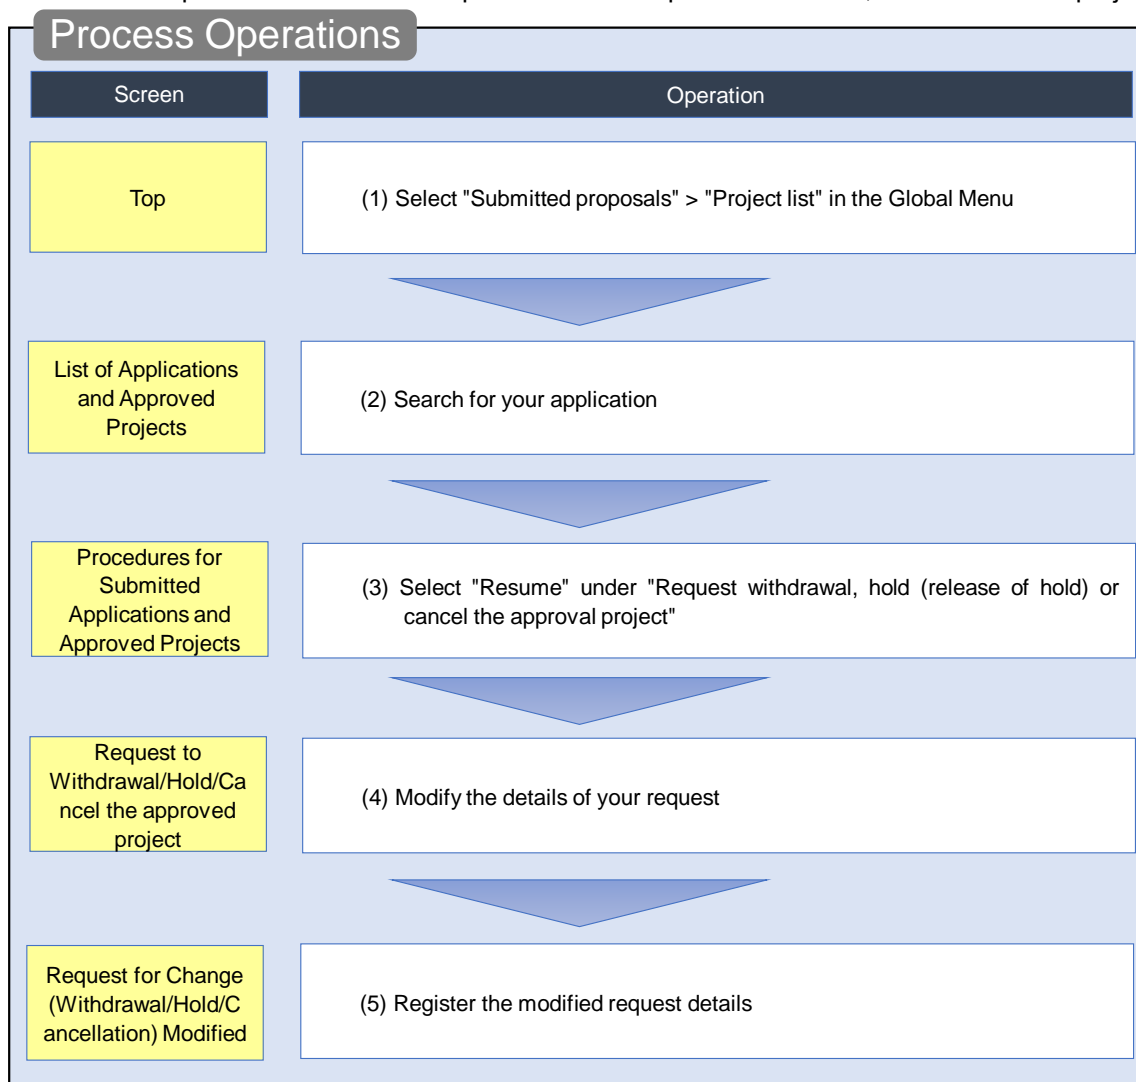 Process Operations
Screen
Operation
Top
(1) Select "Submitted proposals" > "Project list" in the Global Menu
List of Applications
and Approved
Projects
(2) Search for your application
Procedures for
Submitted
Applications and
Approved Projects
(3) Select "Resume" under "Request withdrawal, hold (release of hold) or
cancel the approval project"
Request to
Withdrawal/Hold/Ca
ncel the approved
project
(4) Modify the details of your request
Request for Change
(Withdrawal/Hold/C
ancellation) Modified
(5) Register the modified request details